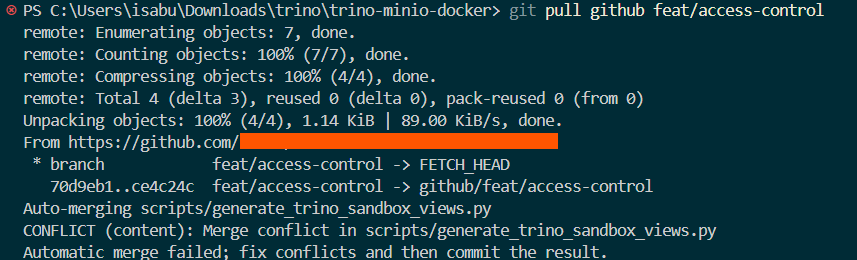 PS C:\Users\isabu\Downloads\trino\trino-minio-docker> git pull github feat/access-control
remote: Enumerating objects: 7, done.
remote: Counting objects: 100% (7/7), done.
remote: Compressing objects: 100% (4/4), done.
remote: Total 4 (delta 3), reused 0 (delta 0), pack-reused 0 (from 0)
Unpacking objects: 100% (4/4), 1.14 KiB | 89.00 KiB/s, done.
From https://github.com/
 * branch            feat/access-control -> FETCH_HEAD
   70d9eb1..ce4c24c  feat/access-control -> github/feat/access-control
Auto-merging scripts/generate_trino_sandbox_views.py
CONFLICT (content): Merge conflict in scripts/generate_trino_sandbox_views.py
Automatic merge failed; fix conflicts and then commit the result.